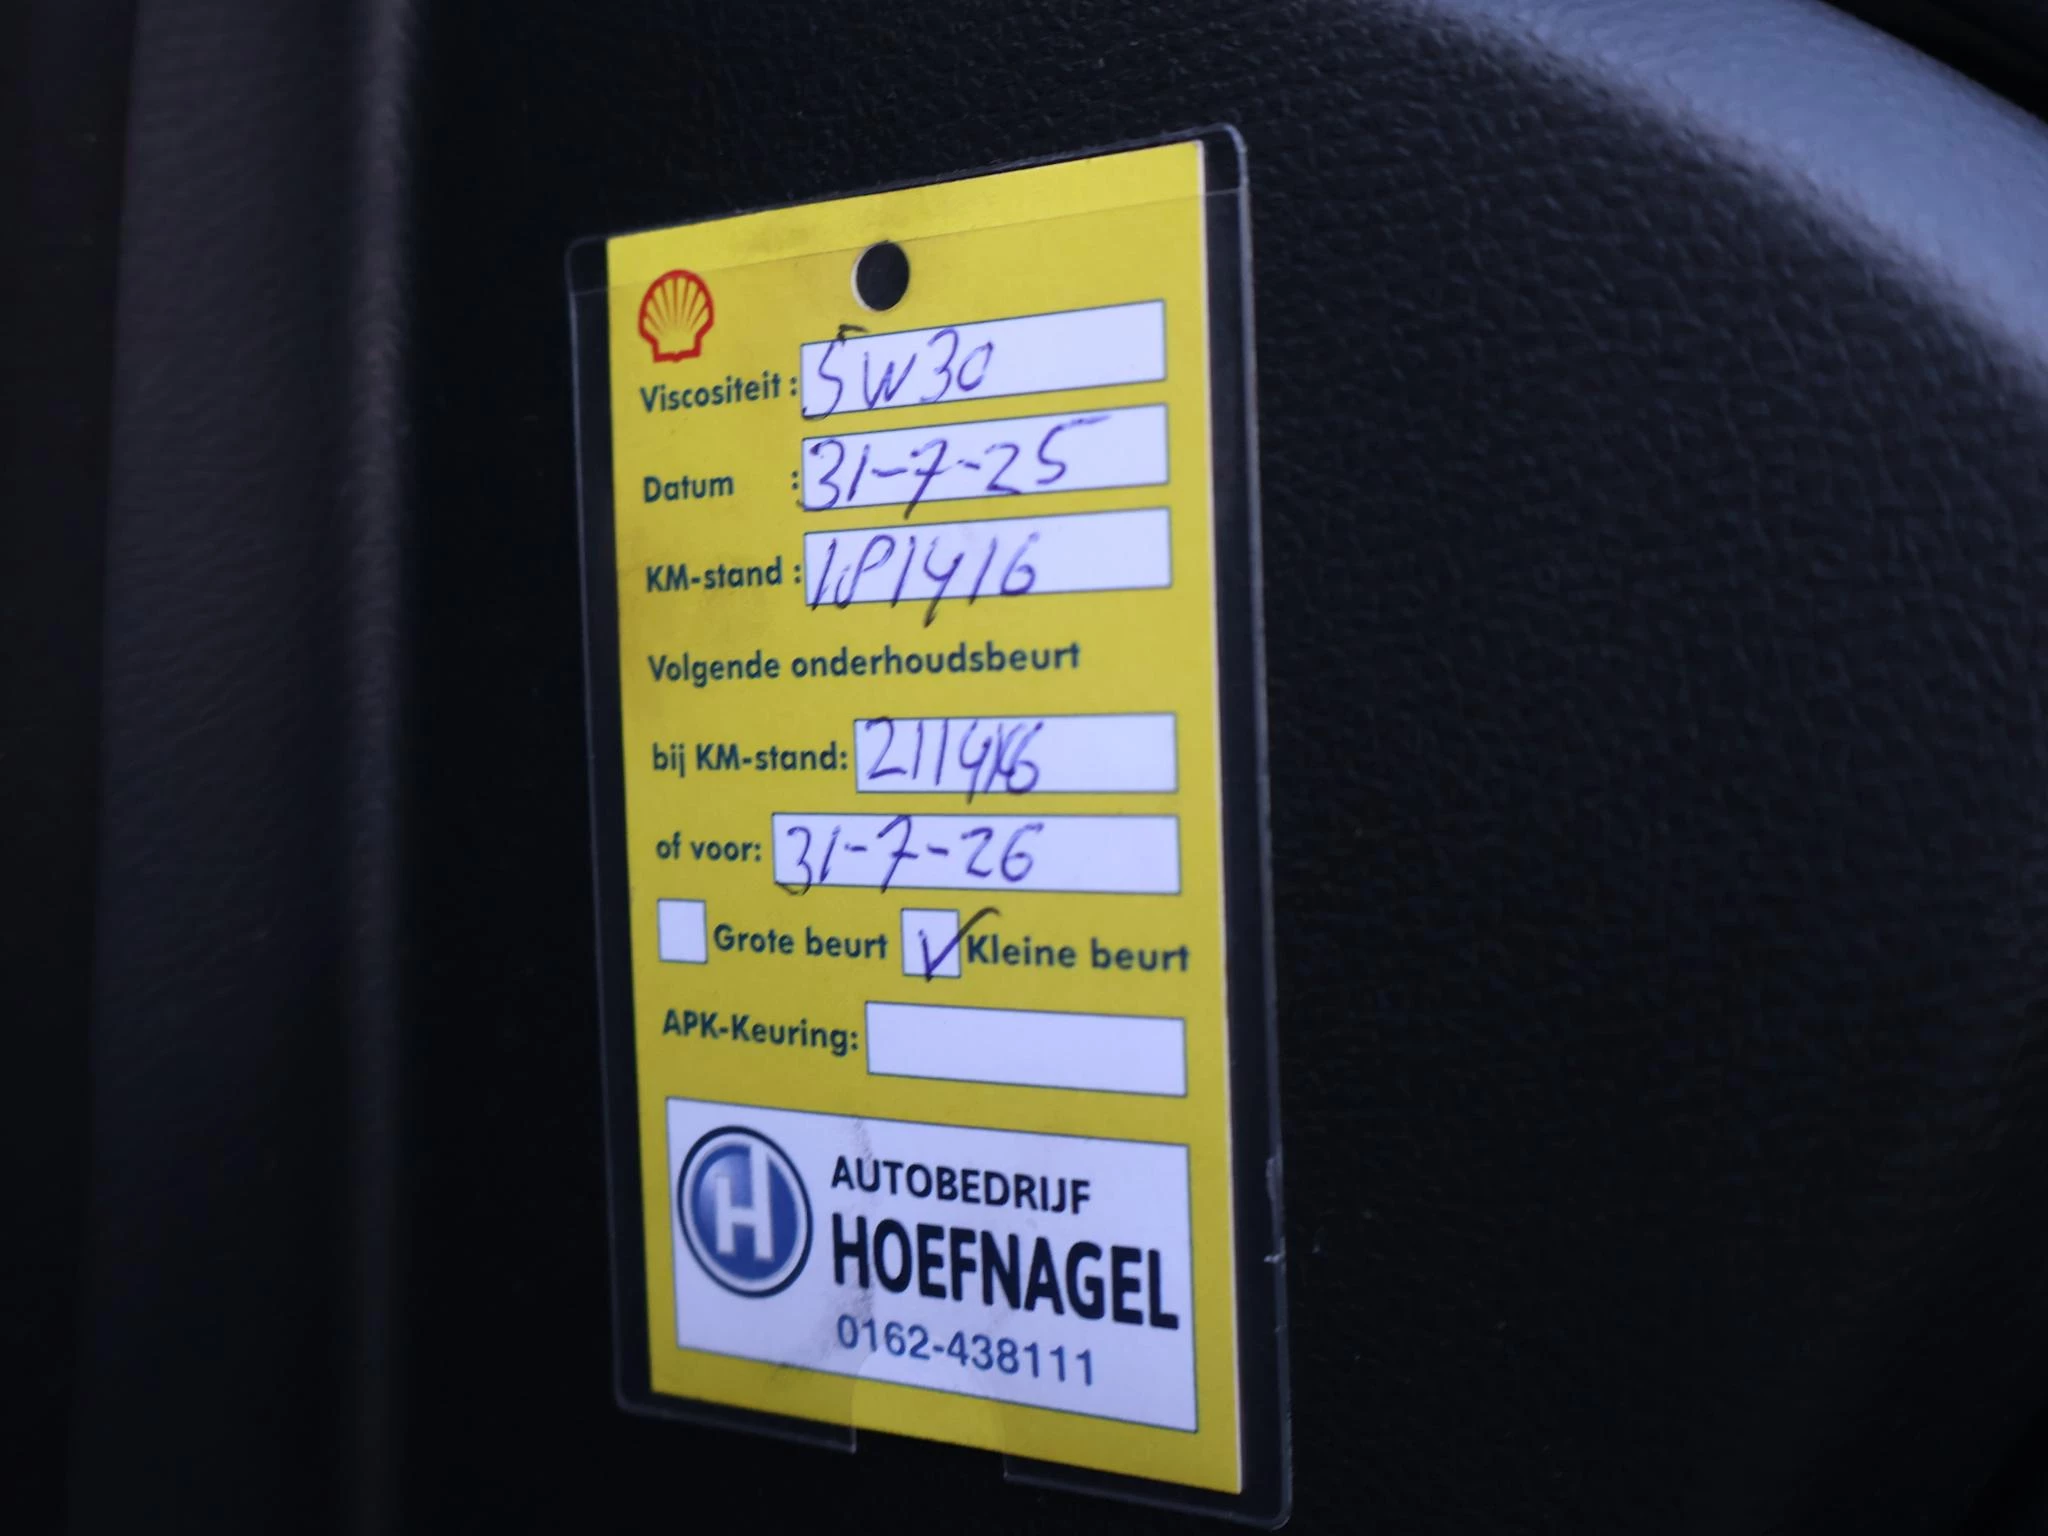 Viscositeit : 5W30
Datum : 31-7-25
KM-stand : 181416
Volgende onderhoudsbeurt
bij KM-stand: 211416
of voor: 31-7-26
Grote beurt Kleine beurt
APK-Keuring:
H AUTOBEDRIJF
HOEFNAGEL
0162-438111